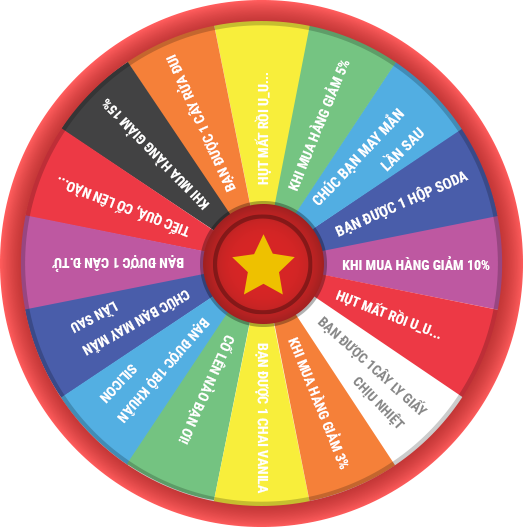 HỤT MẤT RỒI U_U...
KHI MUA HÀNG GIẢM 5%
CHÚC BẠN MAY MẮN
LẦN SAU
BẠN ĐƯỢC 1 HỘP SODA
KHI MUA HÀNG GIẢM 10%
HỤT MẤT RỒI U_U...
BẠN ĐƯỢC 1CÂY LY GIẤY
CHỊU NHIỆT
KHI MUA HÀNG GIẢM 3%
BẠN ĐƯỢC 1 CHAI VANILA
CỐ LÊN NÀO BẠN ƠI!
BẠN ĐƯỢC 1BỘ KHUÂN
SILICON
CHÚC BẠN MAY MẮN
LẦN SAU
BẠN ĐƯỢC 1 CÂN Đ.TỬ
TIẾC QUÁ, CỐ LÊN NÀO...
KHI MUA HÀNG GIẢM 15%
BẠN ĐƯỢC 1 CÂY RỬA ĐUI